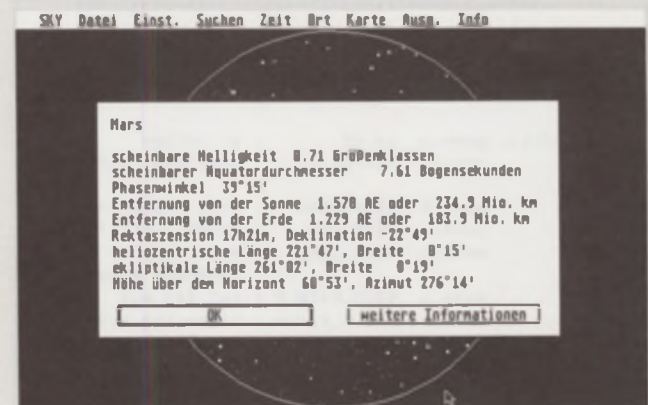 SKY Datei Einst. Suchen Zeit Ort Karte Ausg. Info
Mars
scheinbare Helligkeit 0.71 Größenklassen
scheinbarer Äquatordurchmesser 7.61 Bogensekunden
Phasenwinkel 39°15'
Entfernung von der Sonne 1.570 AE oder 234.9 Mio. km
Entfernung von der Erde 1.229 AE oder 183.9 Mio. km
Rektaszension 17h21m, Deklination -22°49'
heliozentrische Länge 221°47', Breite 0°15'
ekliptikale Länge 261°02', Breite 0°19'
Höhe über dem Horizont 60°53', Azimut 276°14'
OK weitere Informationen